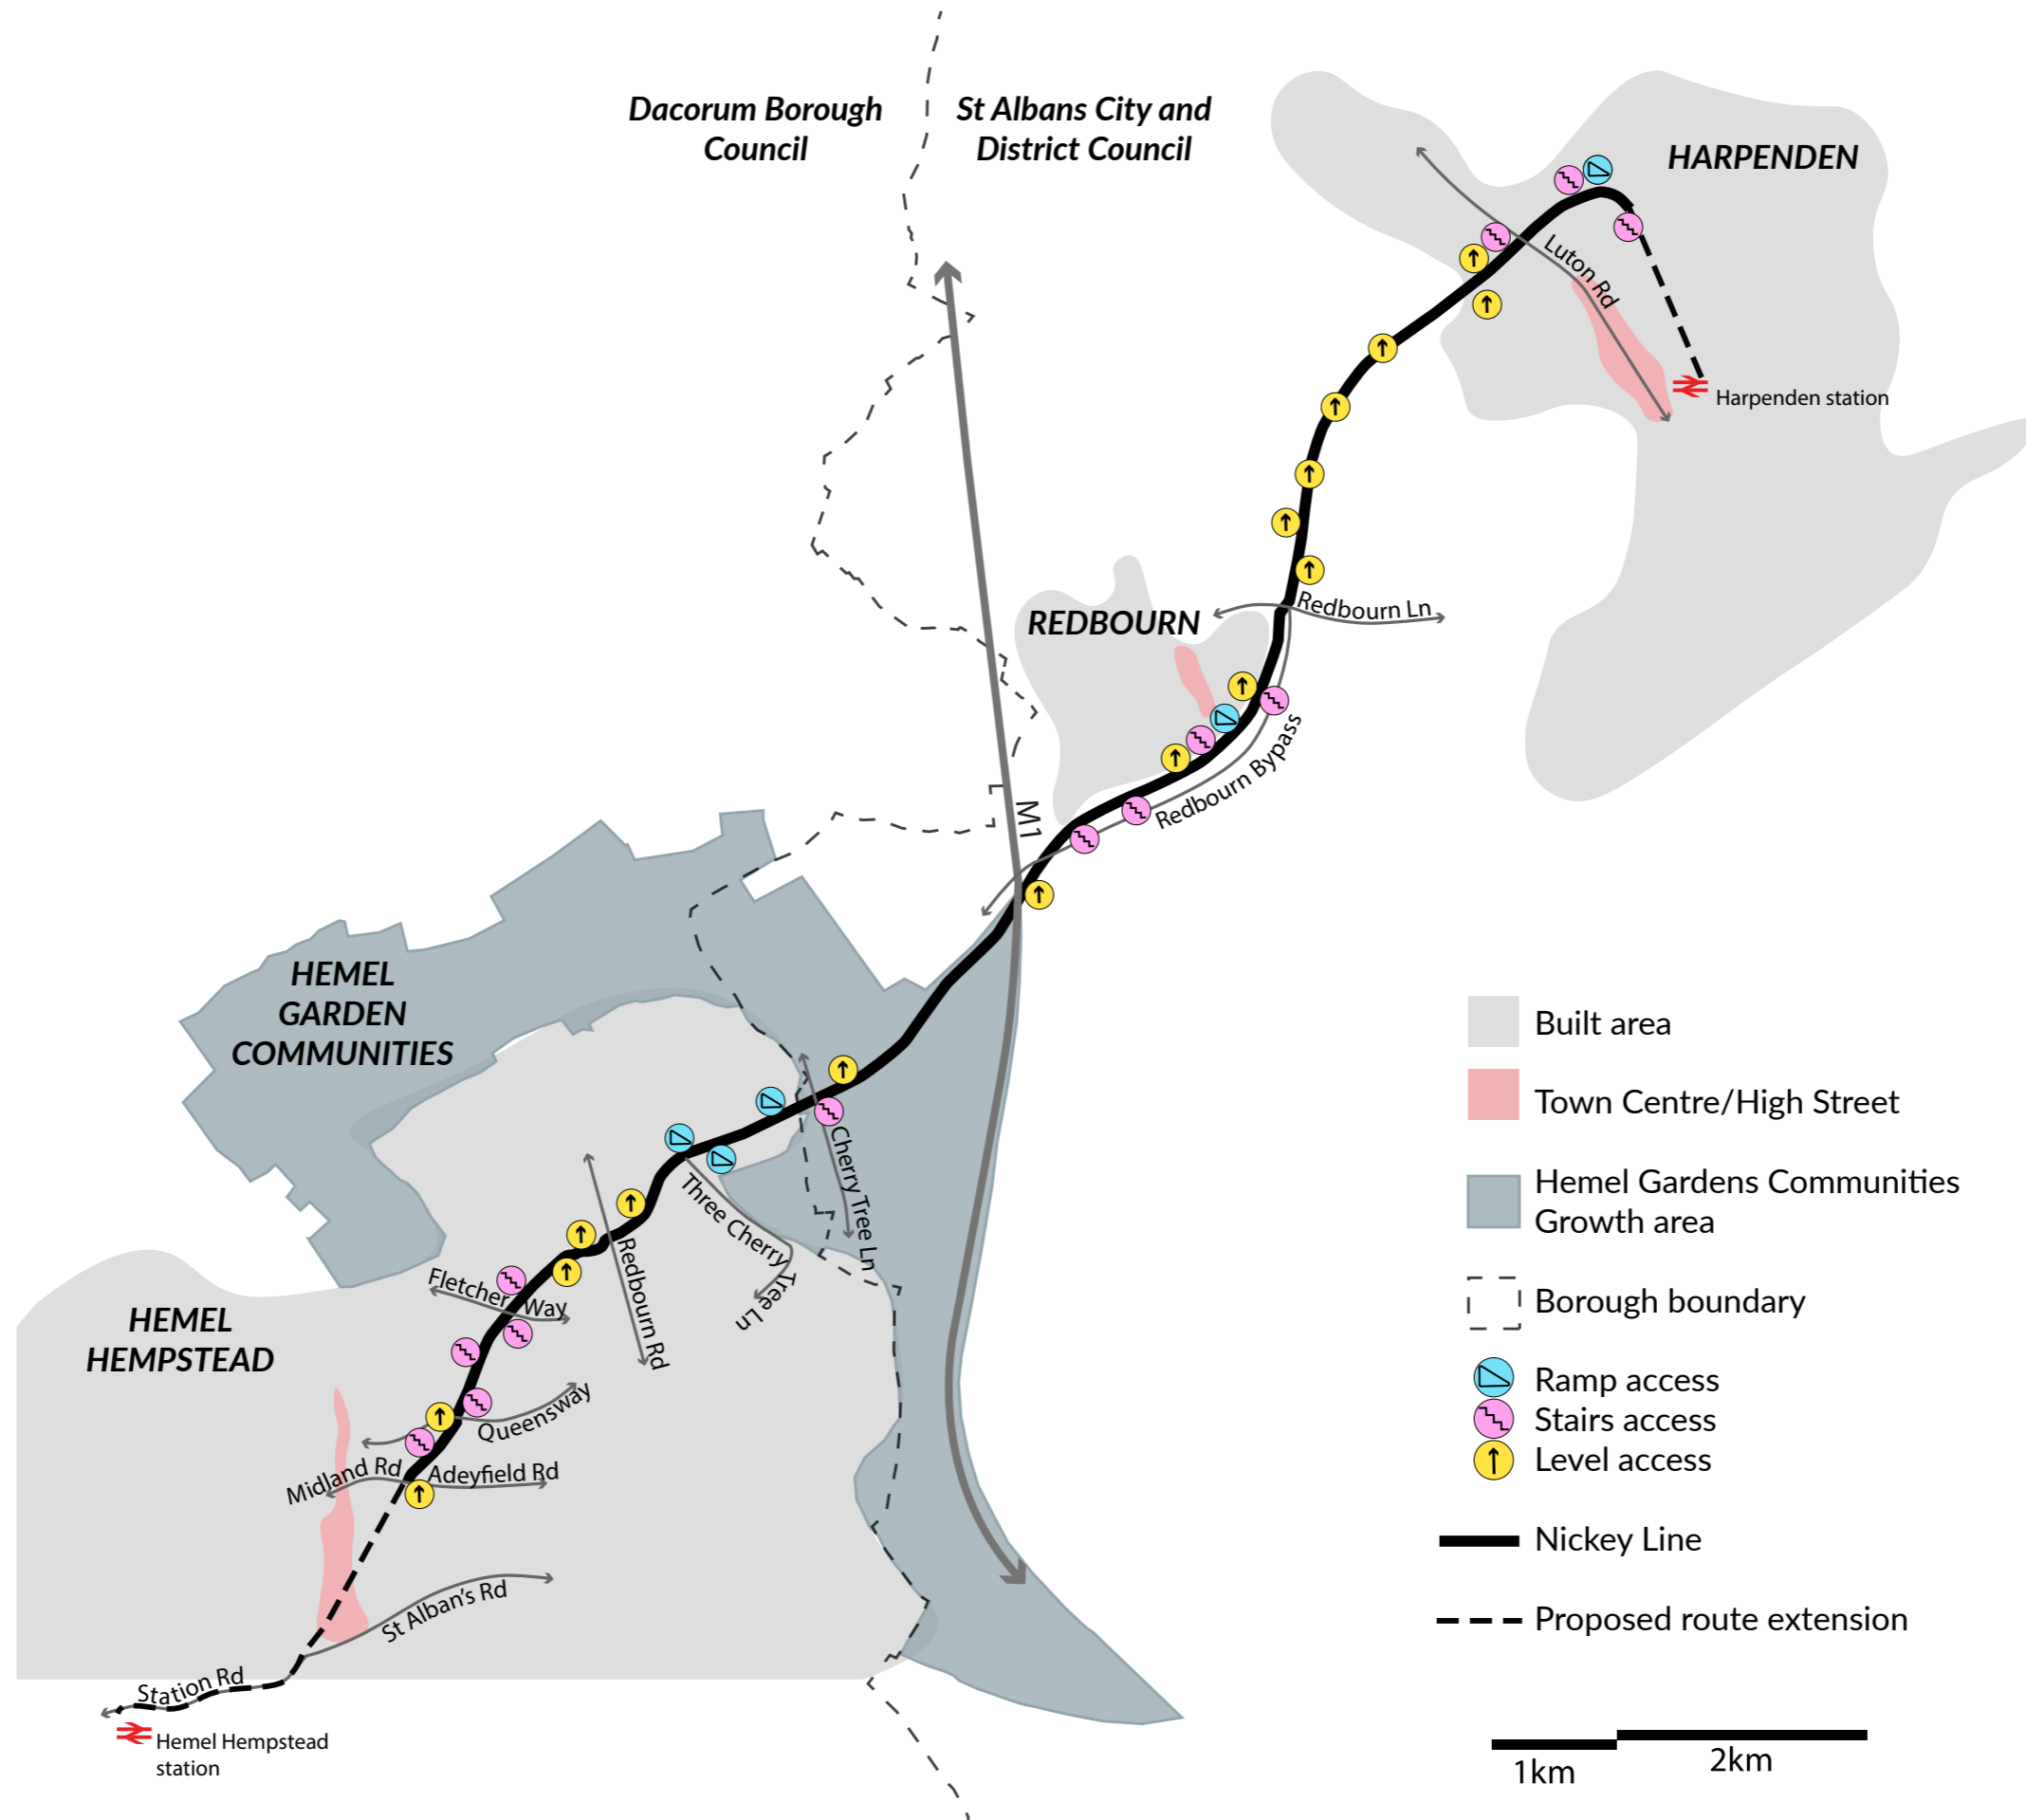 Dacorum Borough
Council
St Albans City and
District Council
HARPENDEN
Luton Rd
Harpenden station
Redbourn Ln
REDBOURN
Redbourn Bypass
M1
HEMEL
GARDEN
COMMUNITIES
Cherry Tree Ln
Three Cherry Tree Ln
Redbourn Rd
Fletcher Way
HEMEL
HEMPSTEAD
Queensway
Midland Rd
Adeyfield Rd
St Alban's Rd
Station Rd
Hemel Hempstead
station
Built area
Town Centre/High Street
Hemel Gardens Communities
Growth area
Borough boundary
Ramp access
Stairs access
Level access
Nickey Line
Proposed route extension
1km
2km